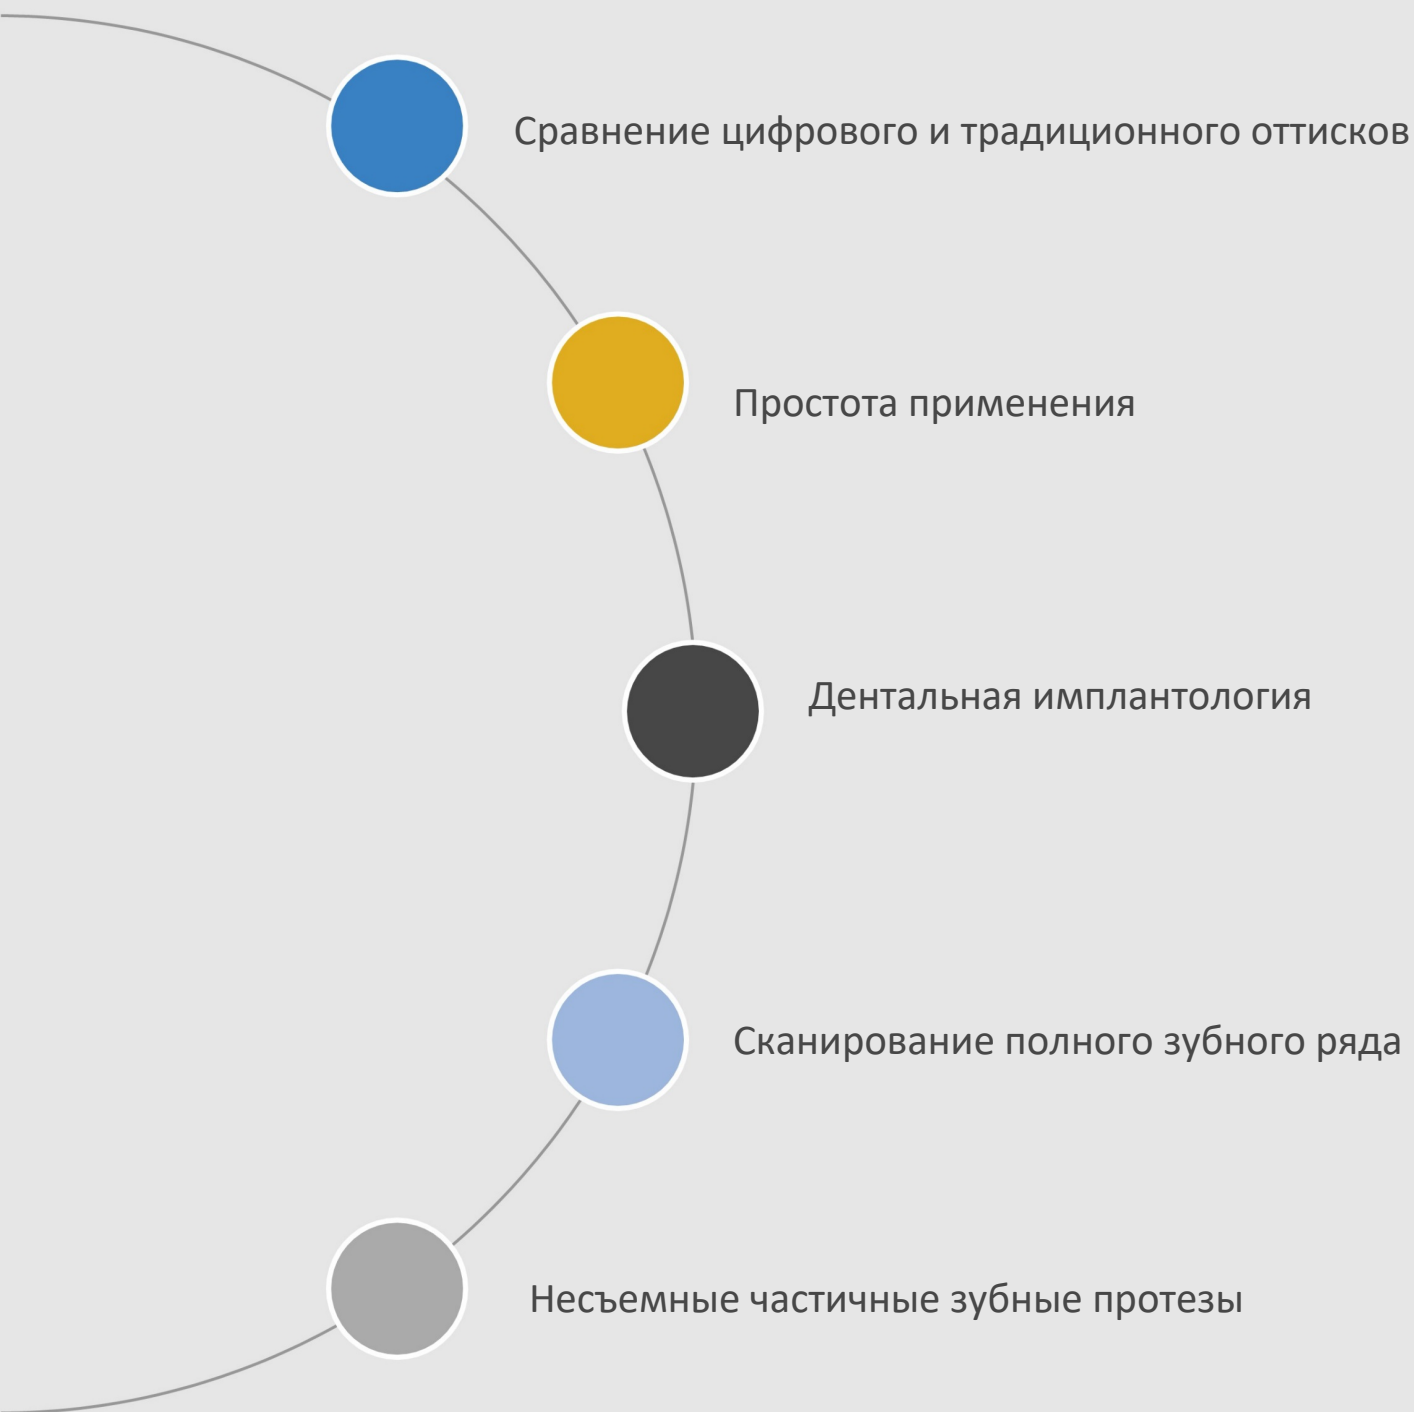 Сравнение цифрового и традиционного оттисков
Простота применения
Дентальная имплантология
Сканирование полного зубного ряда
Несъемные частичные зубные протезы